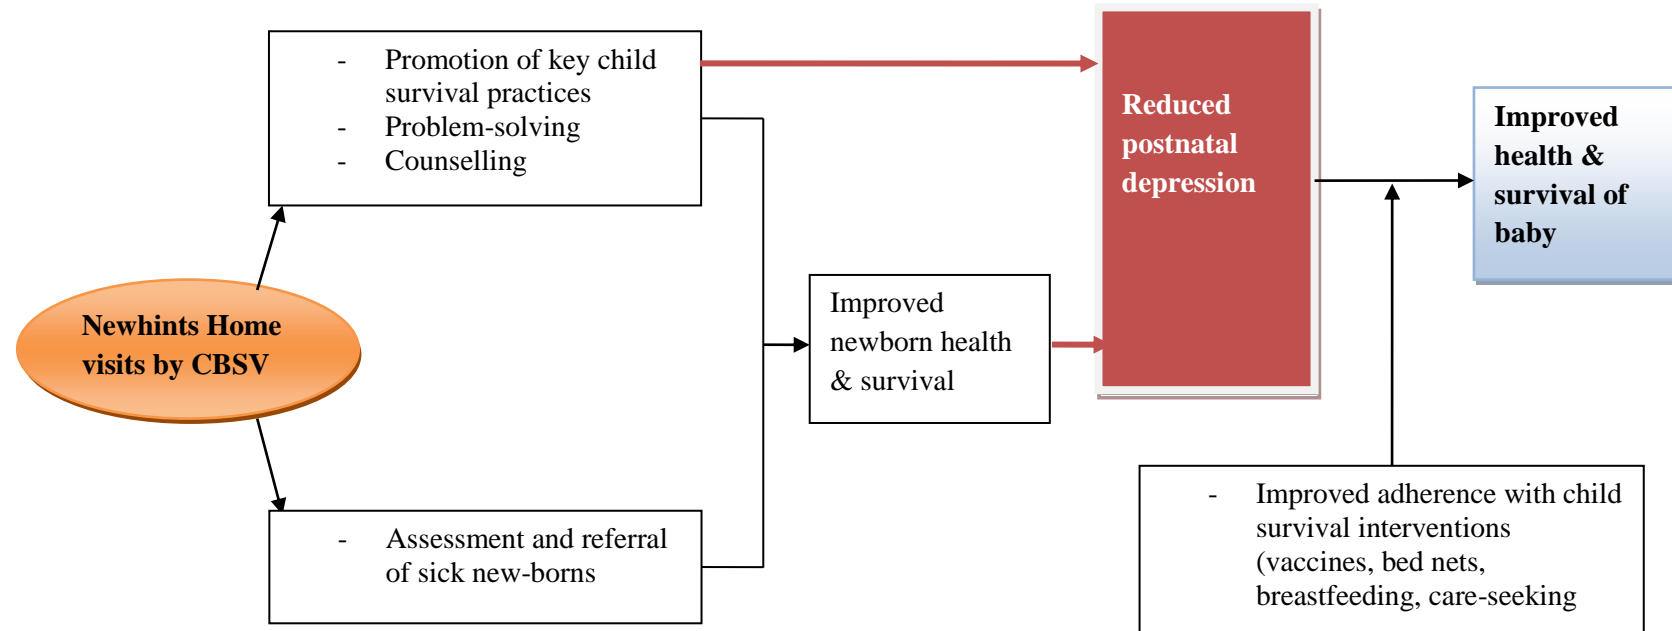 - Promotion of key child
survival practices
- Problem-solving
- Counselling
Reduced
postnatal
depression
Improved
health &
survival of
baby
Newhints Home
visits by CBSV
Improved
newborn health
& survival
- Assessment and referral
of sick new-borns
- Improved adherence with child
survival interventions
(vaccines, bed nets,
breastfeeding, care-seeking